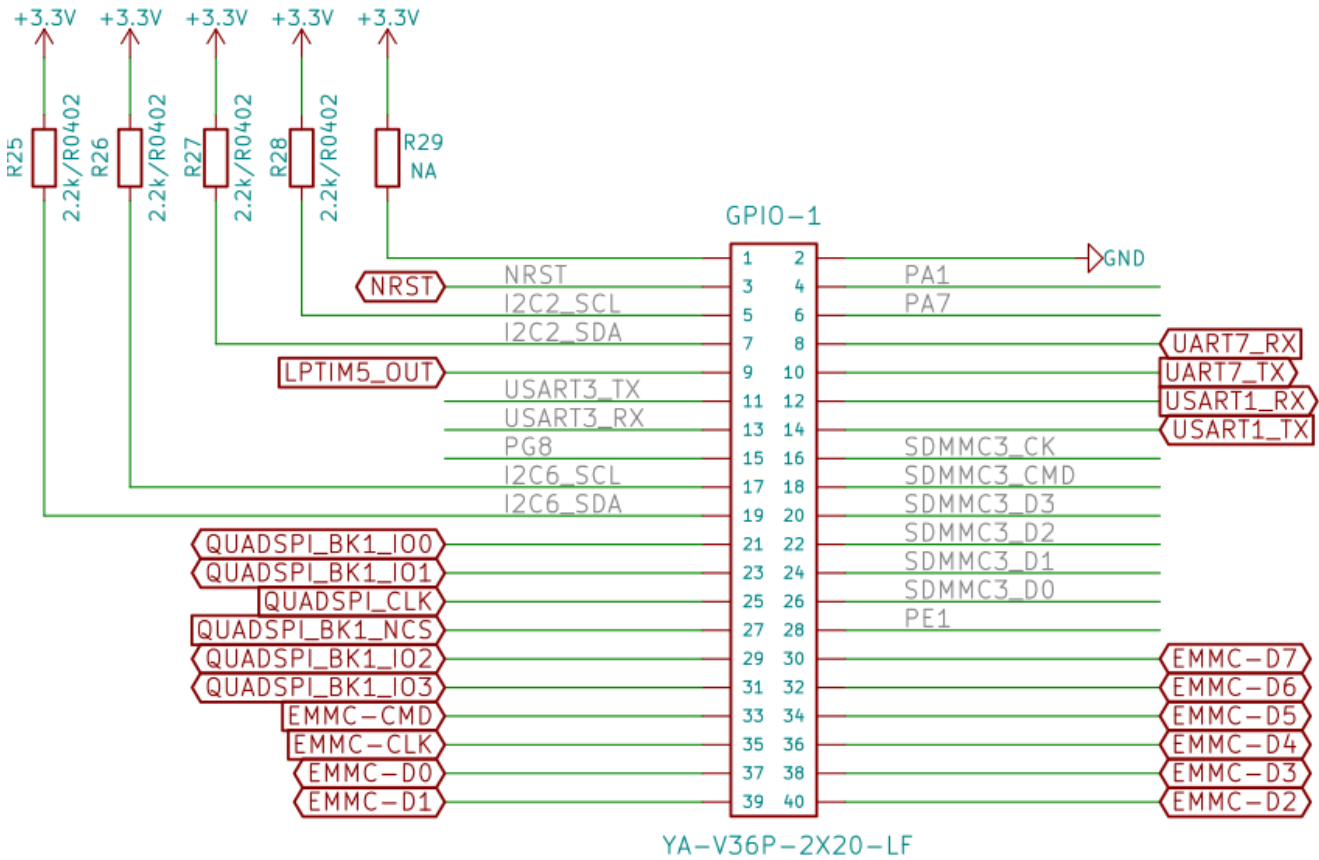 +3.3V +3.3V +3.3V +3.3V +3.3V
R25 2.2k/R0402
R26 2.2k/R0402
R27 2.2k/R0402
R28 2.2k/R0402
R29
NA
GPIO-1
1 2 GND
NRST NRST 3 4 PA1
I2C2_SCL 5 6 PA7
I2C2_SDA 7 8 UART7_RX
LPTIM5_OUT 9 10 UART7_TX
USART3_TX 11 12 USART1_RX
USART3_RX 13 14 USART1_TX
PG8 15 16 SDMMC3_CK
I2C6_SCL 17 18 SDMMC3_CMD
I2C6_SDA 19 20 SDMMC3_D3
QUADSPI_BK1_IO0 21 22 SDMMC3_D2
QUADSPI_BK1_IO1 23 24 SDMMC3_D1
QUADSPI_CLK 25 26 SDMMC3_D0
QUADSPI_BK1_NCS 27 28 PE1
QUADSPI_BK1_IO2 29 30 EMMC-D7
QUADSPI_BK1_IO3 31 32 EMMC-D6
EMMC-CMD 33 34 EMMC-D5
EMMC-CLK 35 36 EMMC-D4
EMMC-D0 37 38 EMMC-D3
EMMC-D1 39 40 EMMC-D2
YA-V36P-2X20-LF